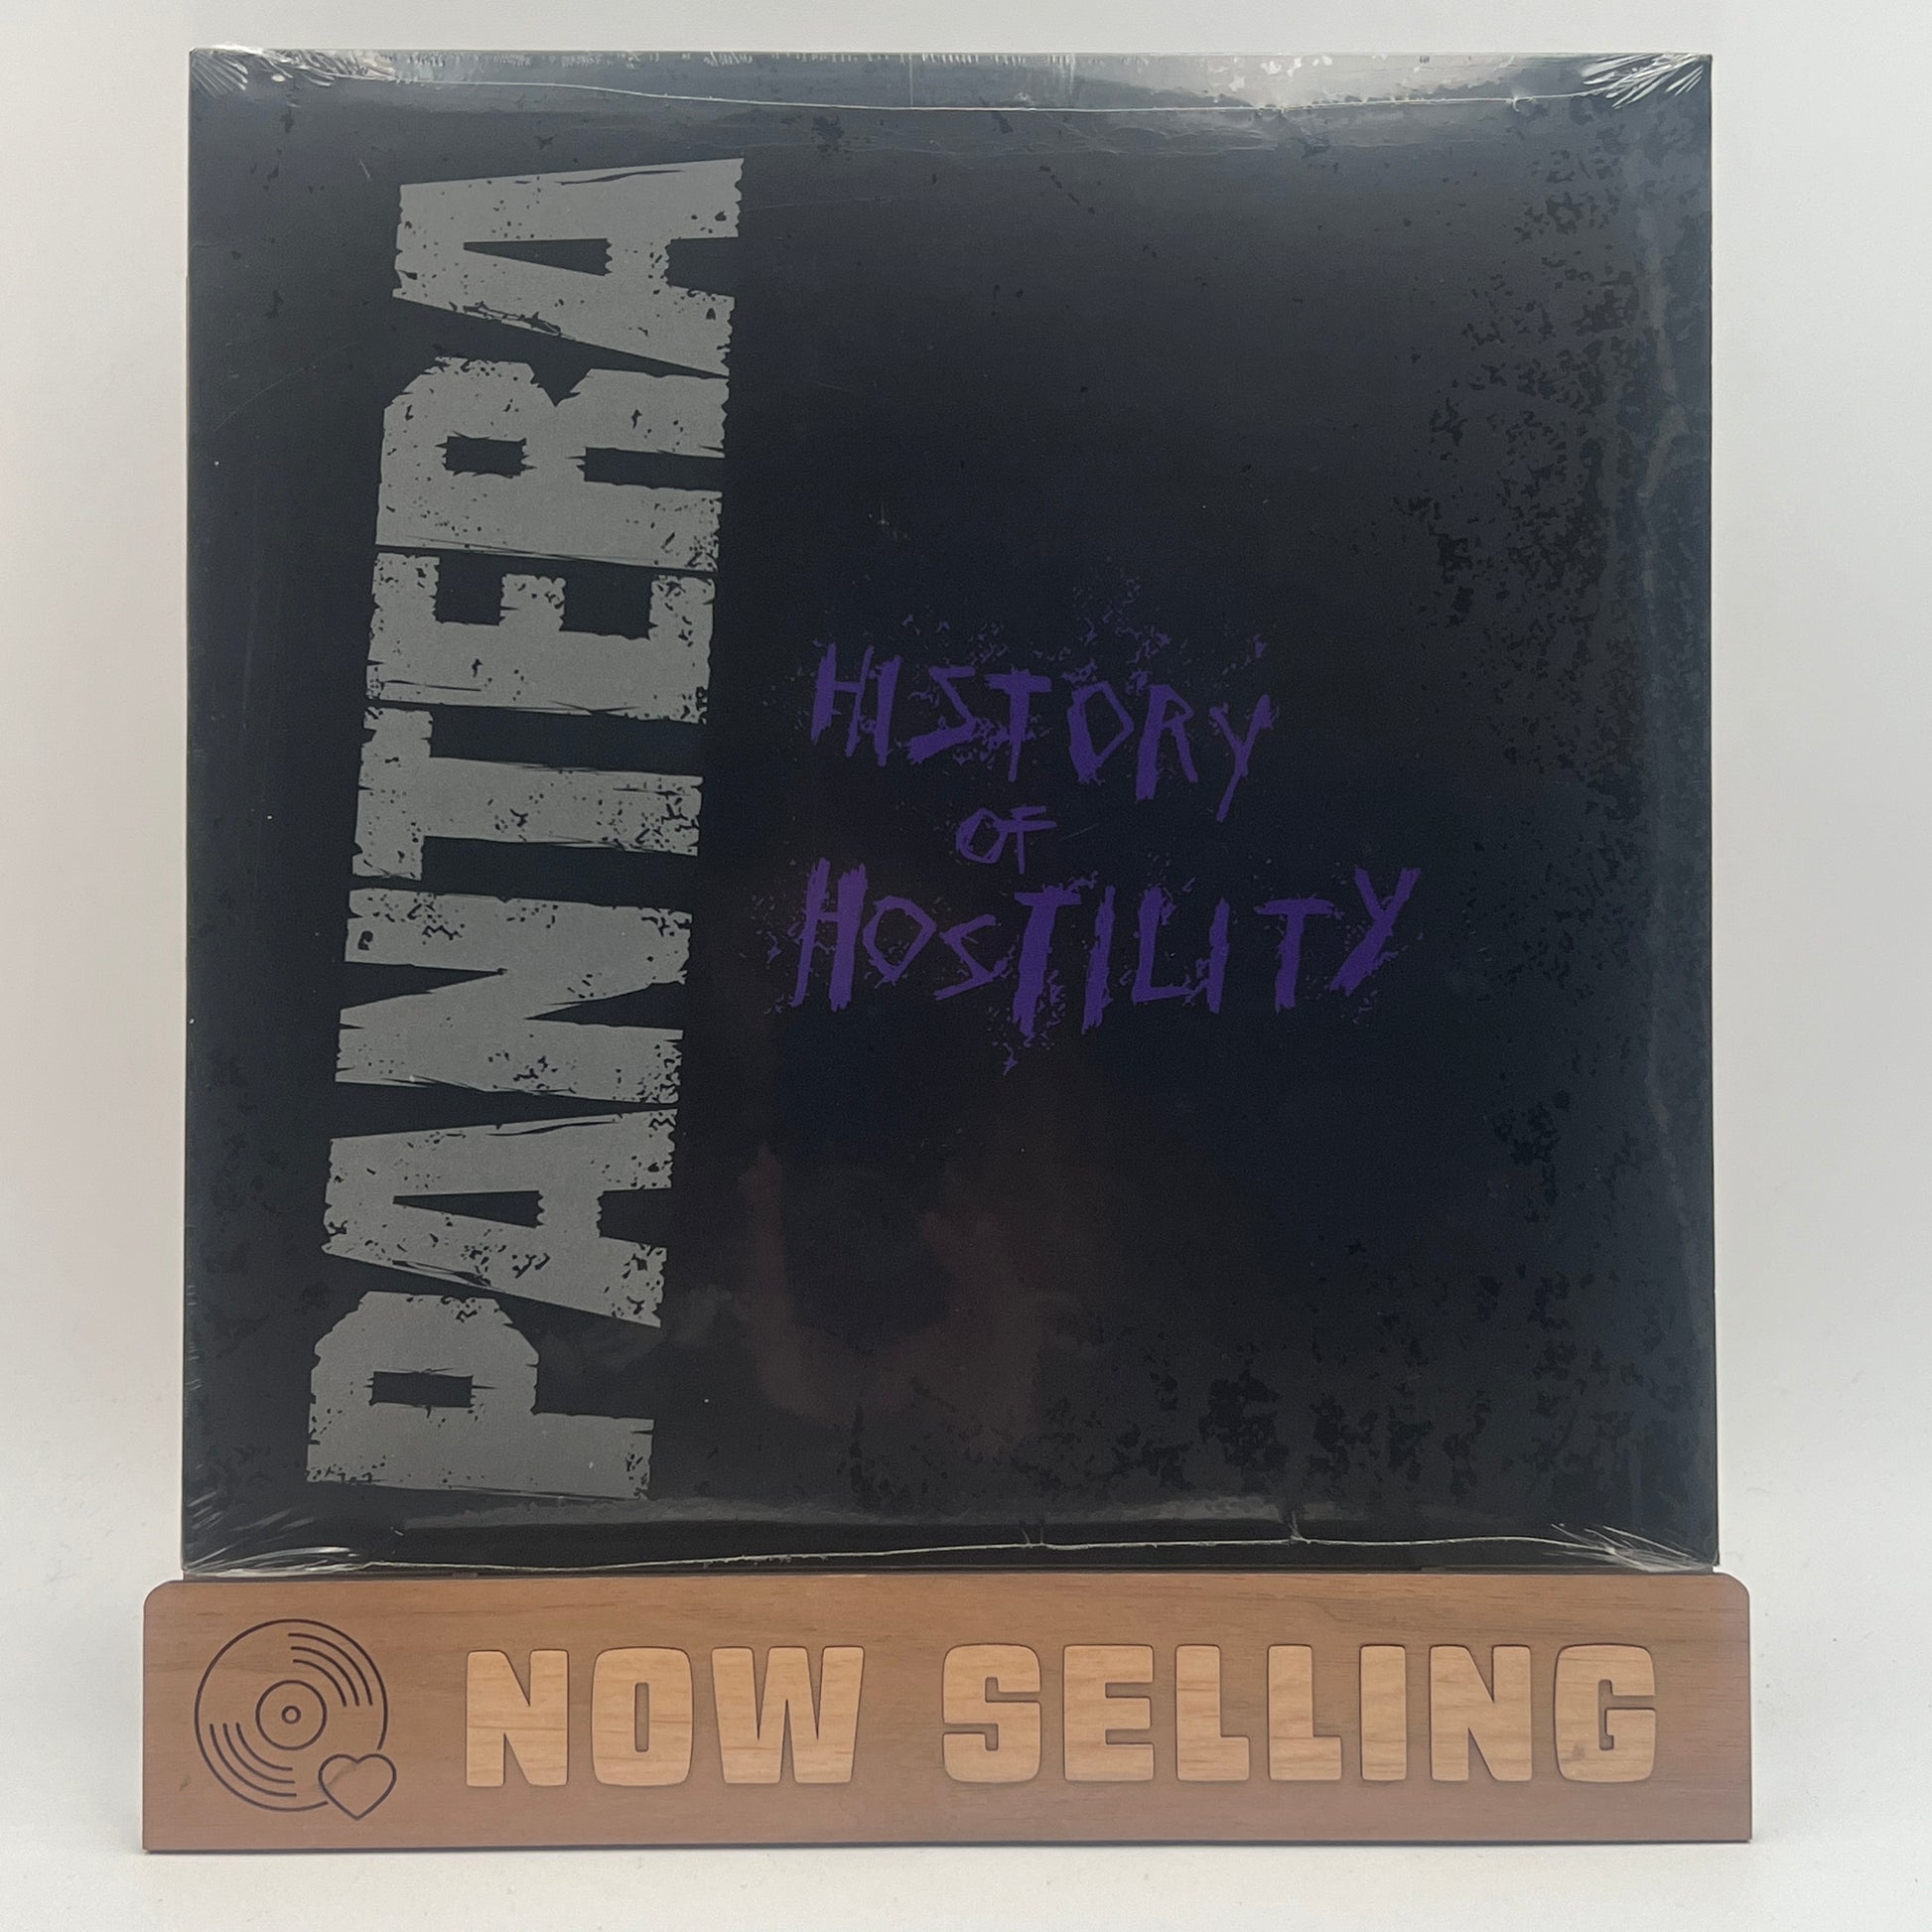 PANTERA
HISTORY
OF
HOSTILITY
NOW SELLING